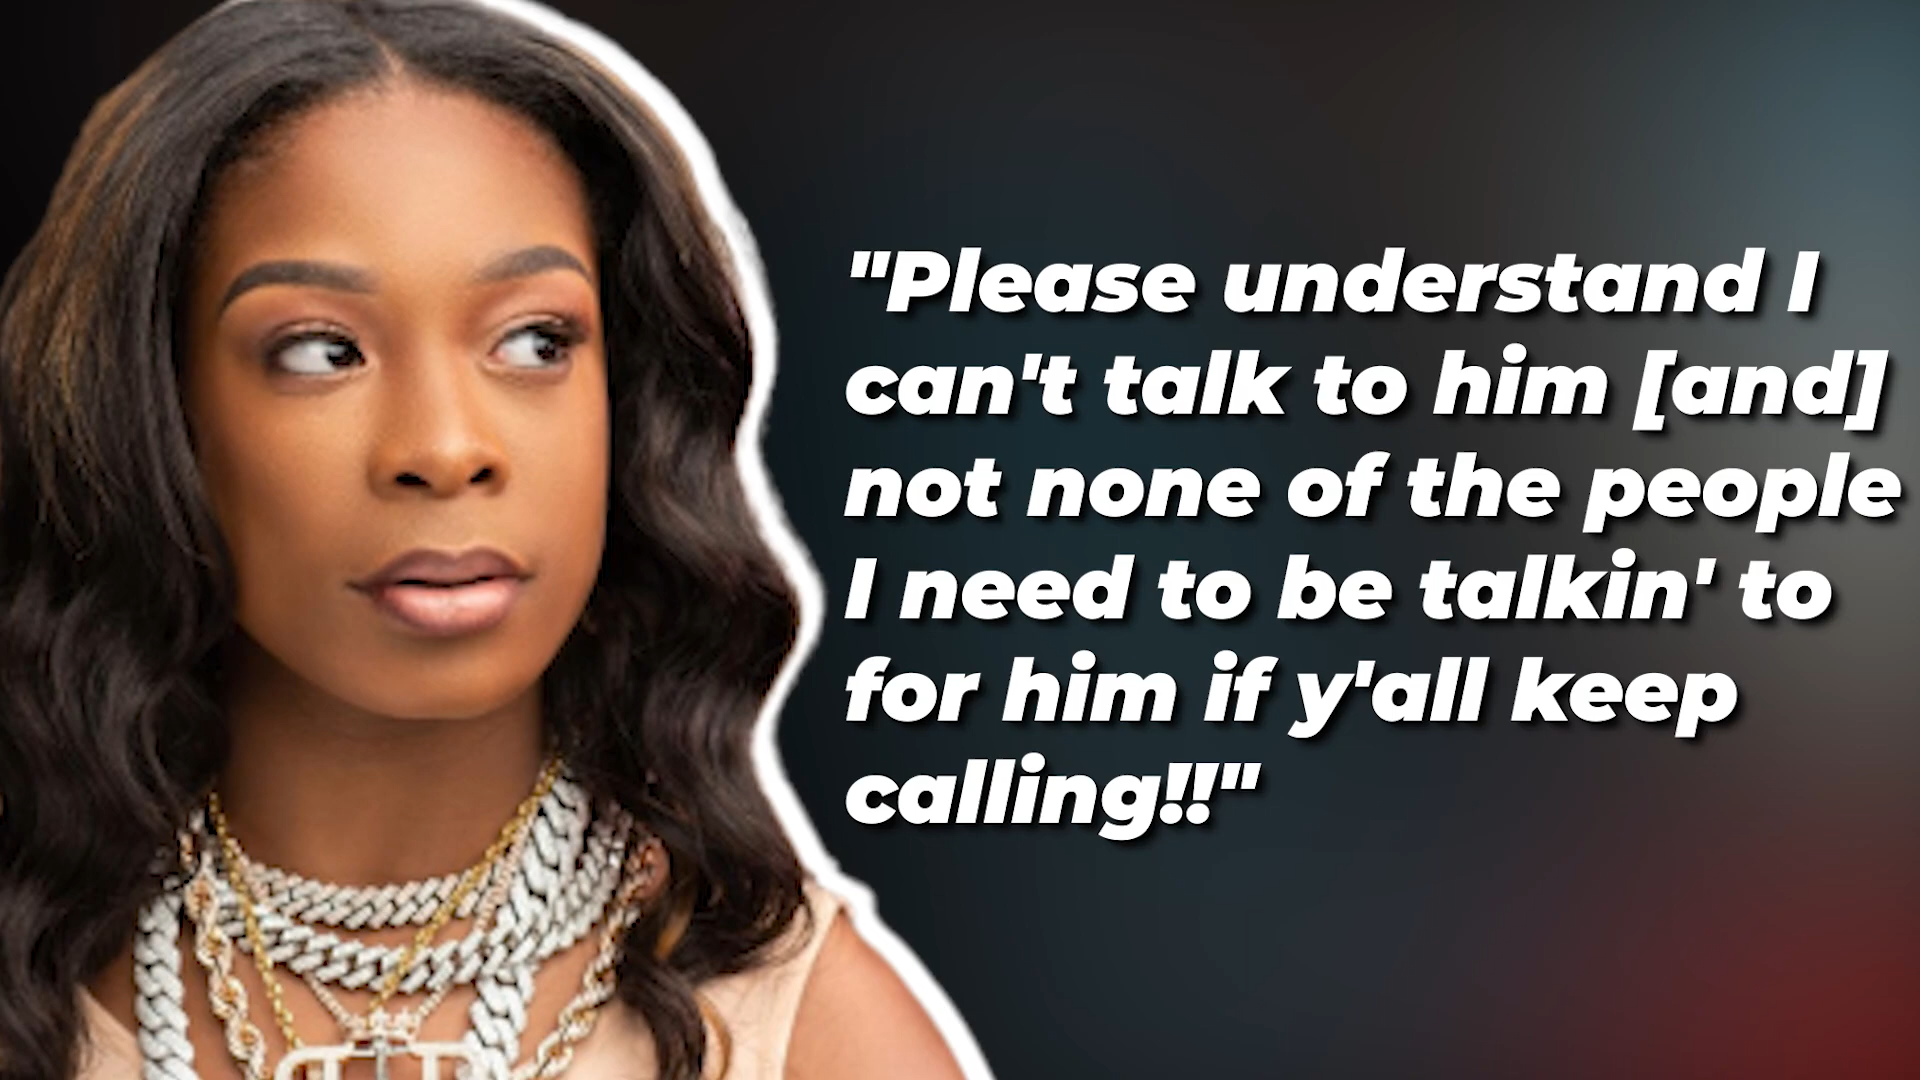 "Please understand I
can't talk to him [and]
not none of the people
I need to be talkin' to
for him if y'all keep
calling!!"